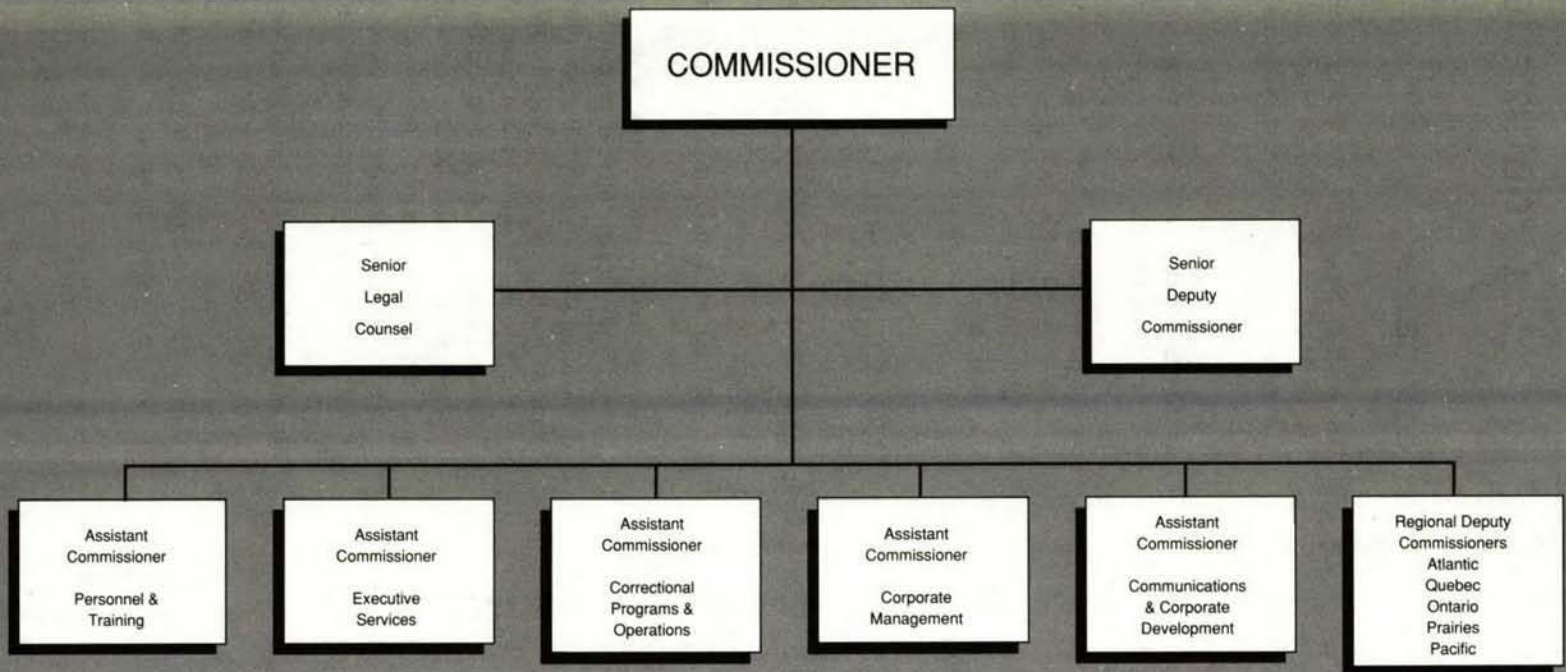 COMMISSIONER
Senior
Legal
Counsel
Senior
Deputy
Commissioner
Assistant
Commissioner
Personnel &
Training
Assistant
Commissioner
Executive
Services
Assistant
Commissioner
Correctional
Programs &
Operations
Assistant
Commissioner
Corporate
Management
Assistant
Commissioner
Communications
& Corporate
Development
Regional Deputy
Commissioners
Atlantic
Quebec
Ontario
Prairies
Pacific